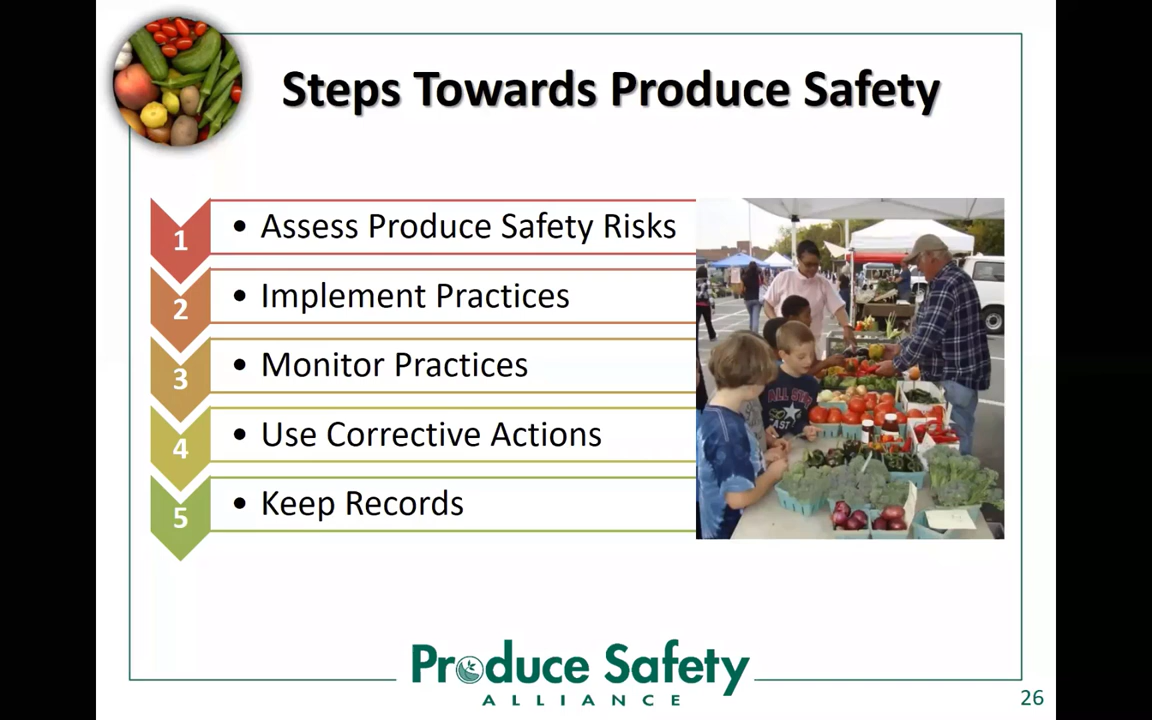 Steps Towards Produce Safety
1
• Assess Produce Safety Risks
2
• Implement Practices
3
• Monitor Practices
4
• Use Corrective Actions
5
• Keep Records
Produce Safety
ALLIANCE
26